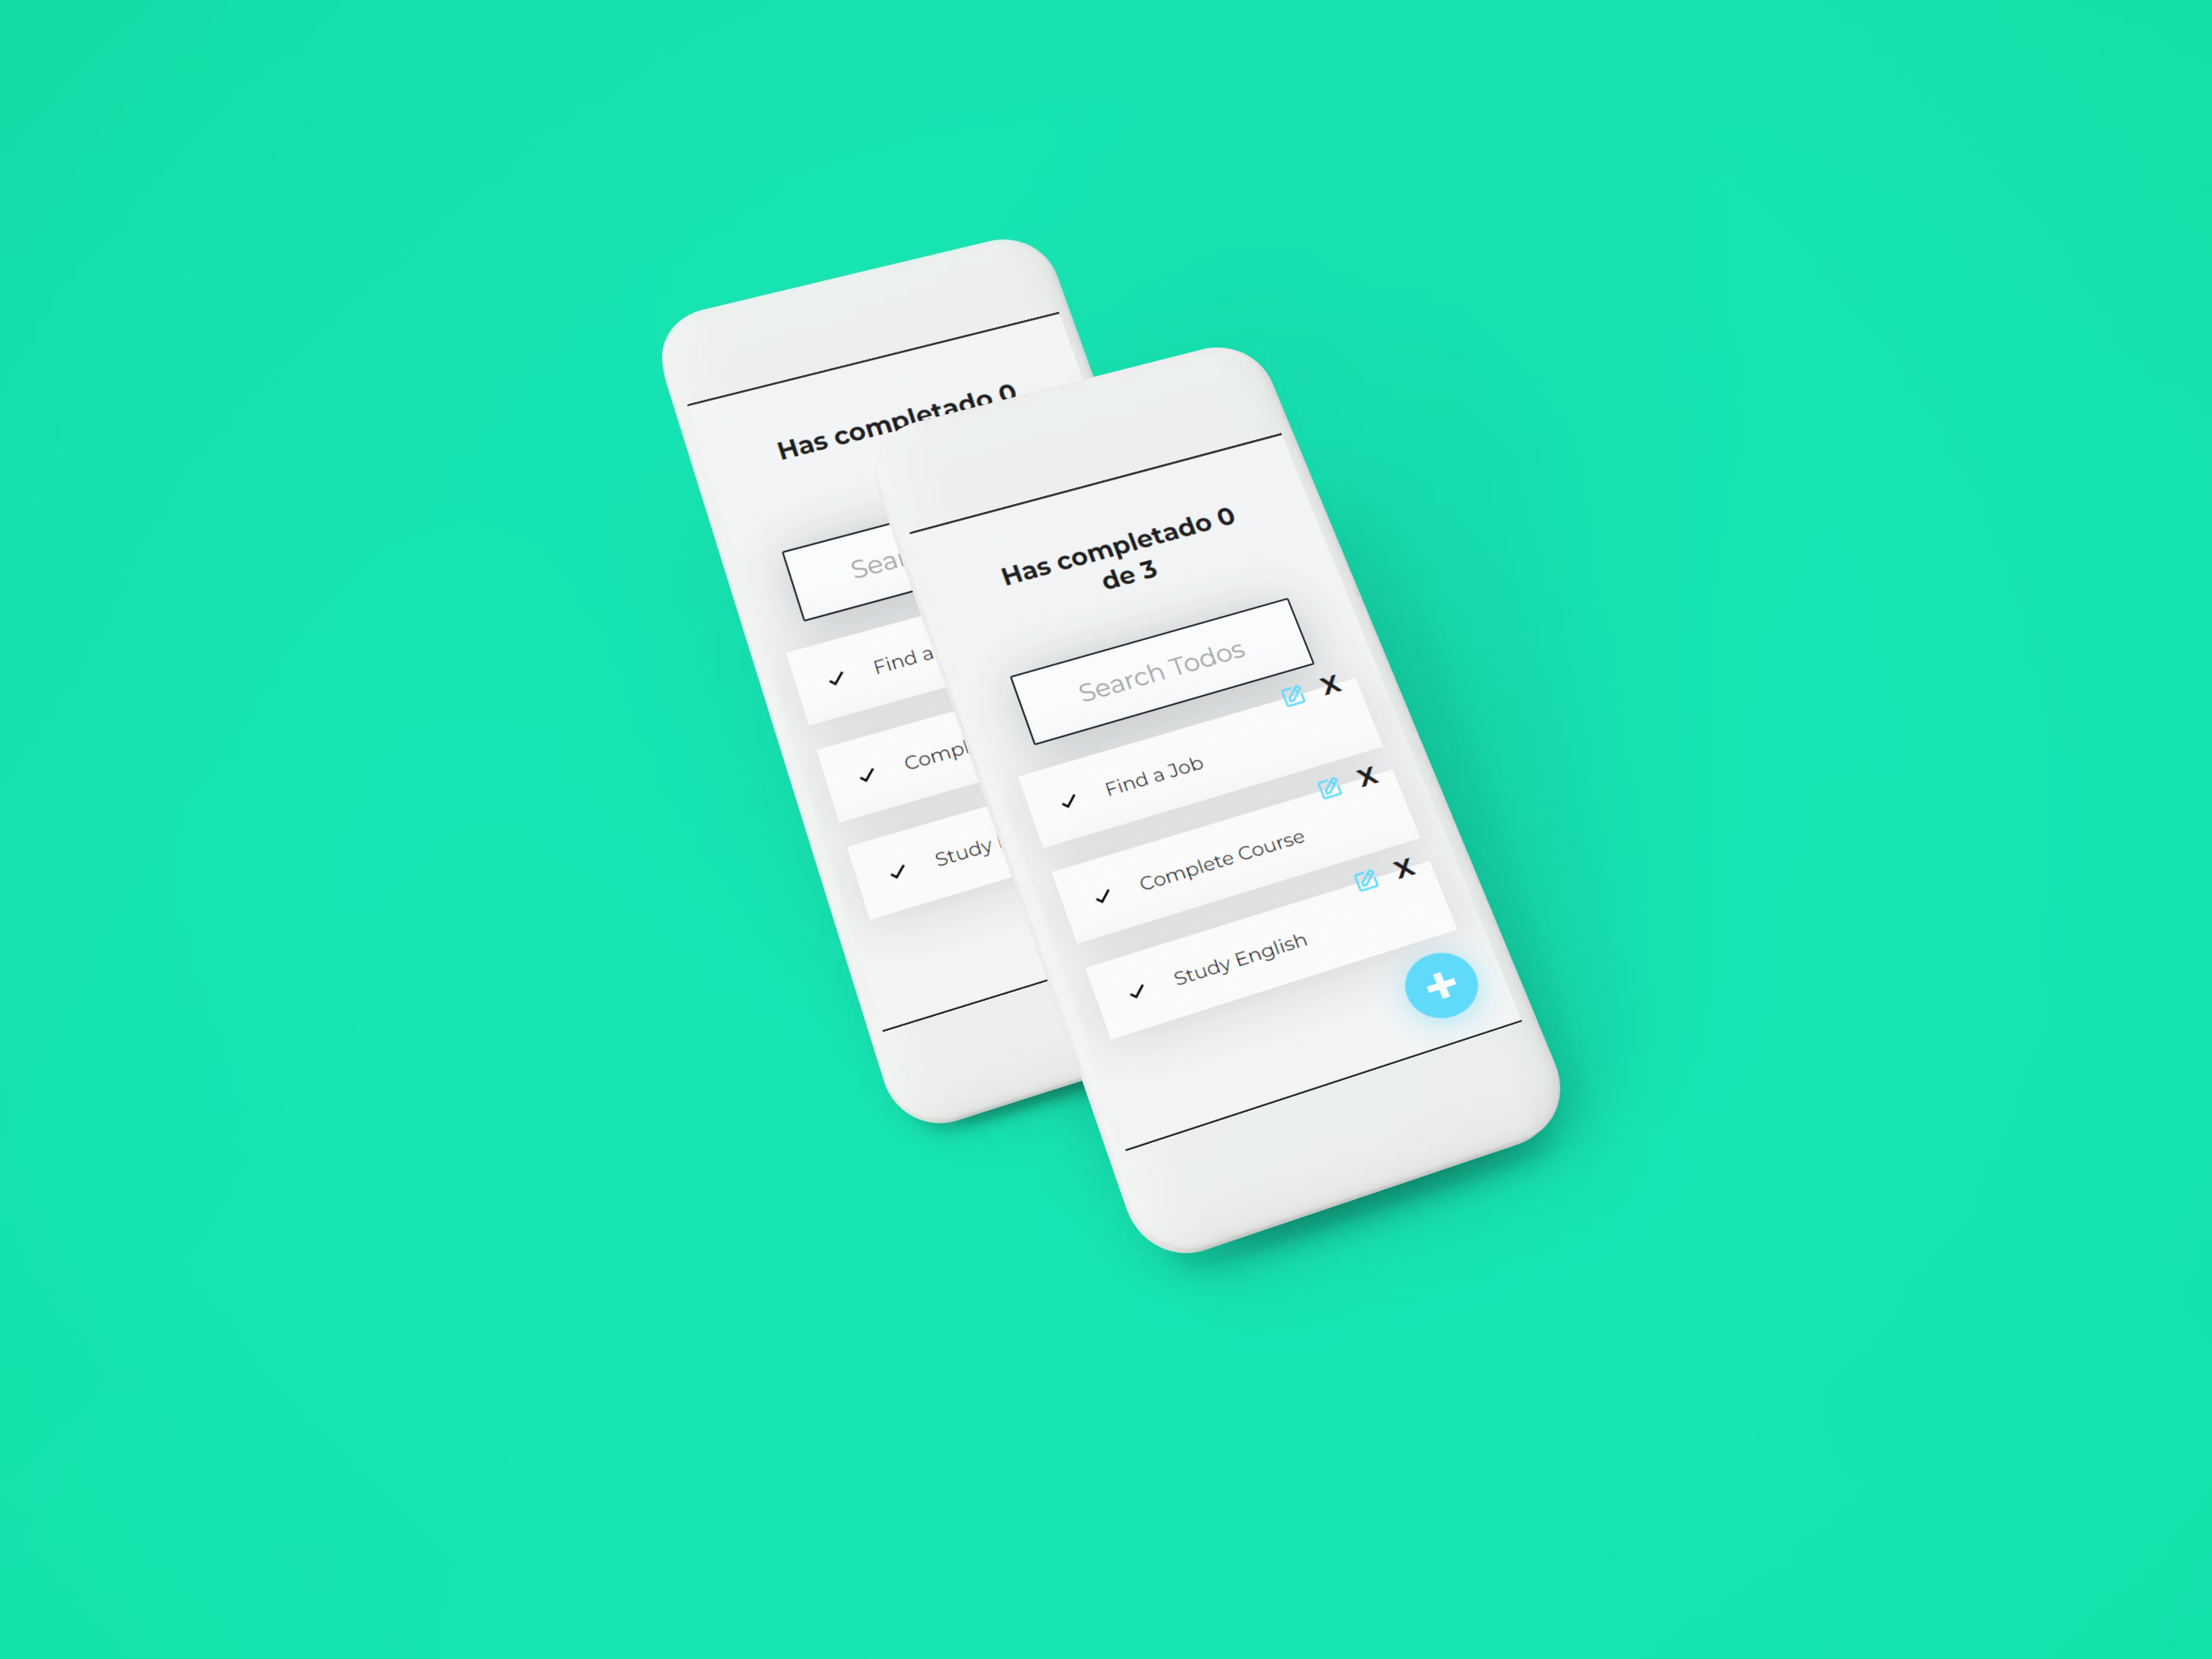 Has completado 0
Sear
Find a
Compl
Study
Has completado 0
de 3
Search Todos
X
Find a Job
X
Complete Course
X
Study English